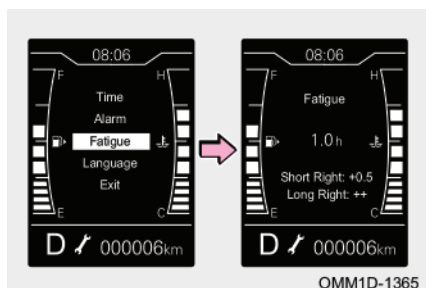 08:06
F H
Time
Alarm
Fatigue
Language
Exit
E C
D 000006km
08:06
F H
Fatigue
1.0 h
Short Right: +0.5
Long Right: ++
E C
D 000006km
OMM1D-1365